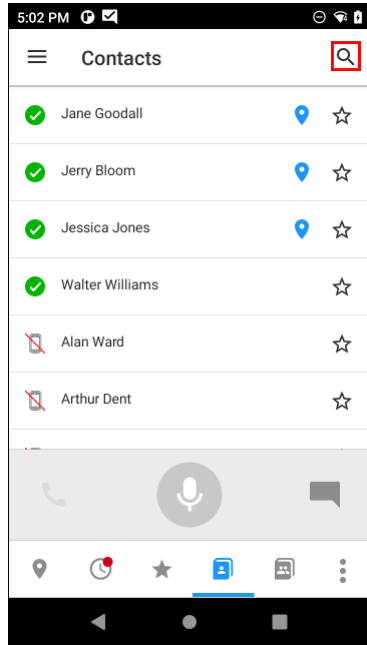 5:02 PM
Contacts
Jane Goodall
Jerry Bloom
Jessica Jones
Walter Williams
Alan Ward
Arthur Dent